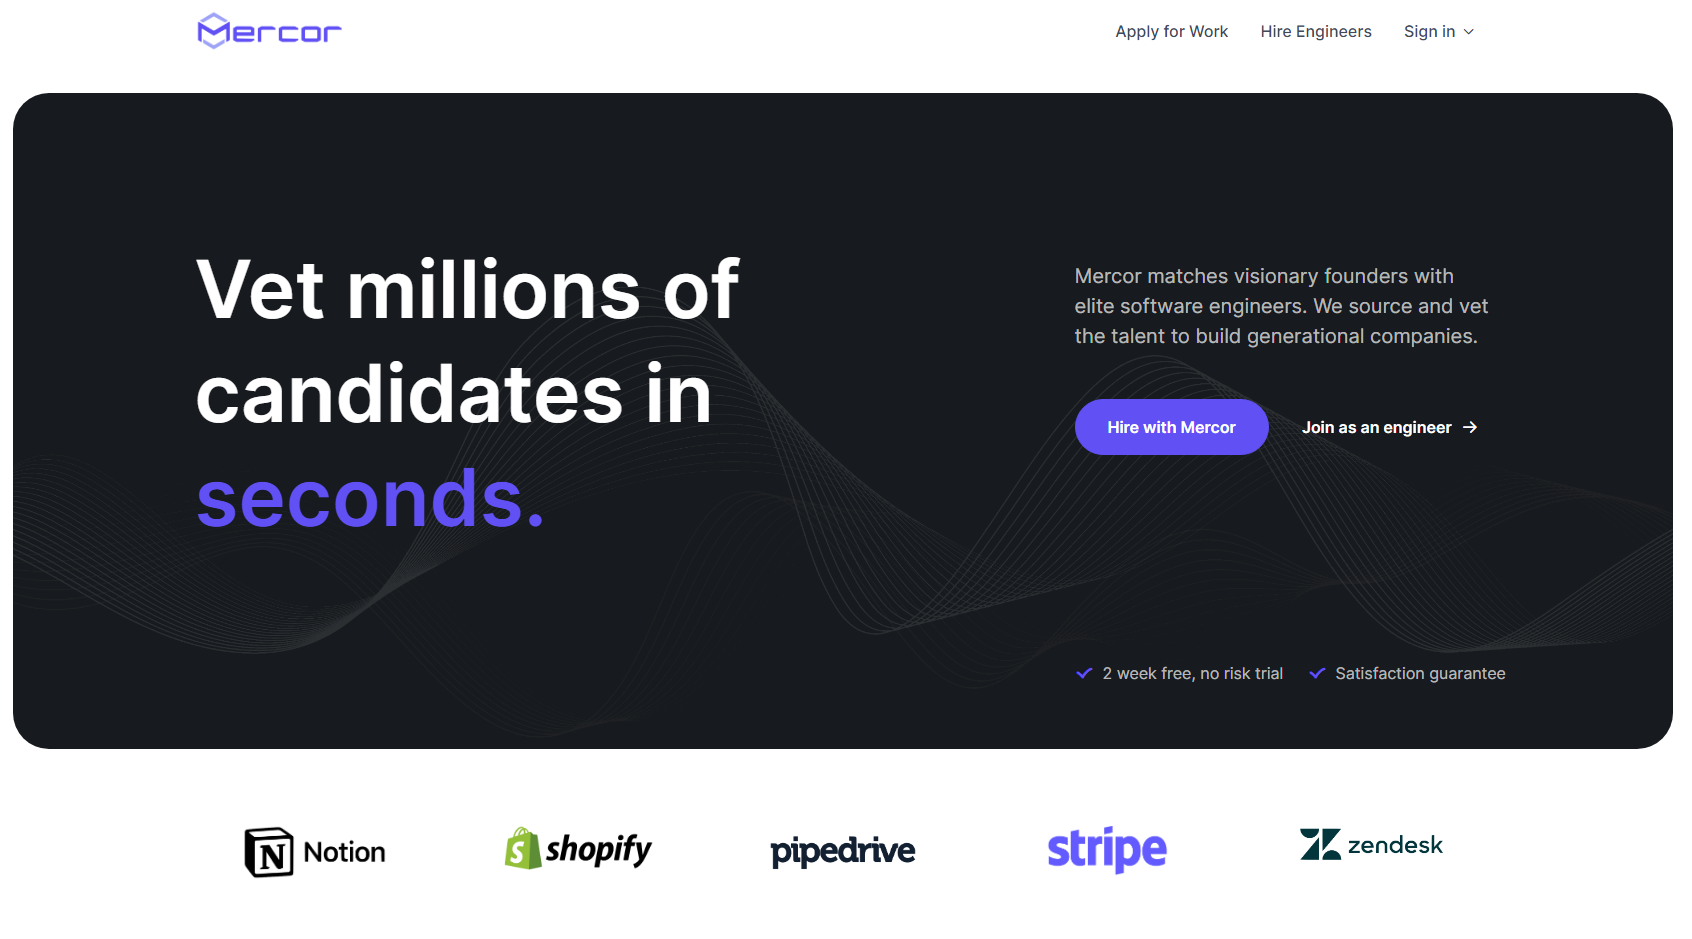 Mercor
Apply for Work
Hire Engineers
Sign in
Vet millions of
candidates in
seconds.
Mercor matches visionary founders with
elite software engineers. We source and vet
the talent to build generational companies.
Hire with Mercor
Join as an engineer
2 week free, no risk trial
Satisfaction guarantee
Notion
shopify
pipedrive
stripe
zendesk